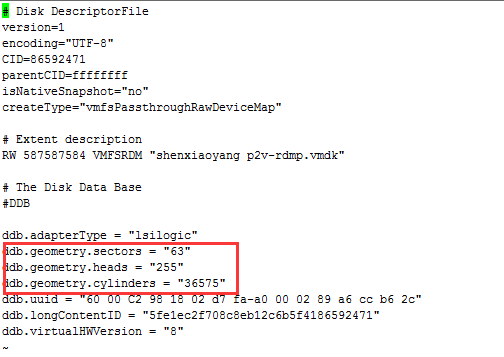 # Disk DescriptorFile
version=1
encoding="UTF-8"
CID=86592471
parentCID=ffffffff
isNativeSnapshot="no"
createType="vmfsPassthroughRawDeviceMap"
# Extent description
RW 587587584 VMFSRDM "shenxiaoyang p2v-rdmp.vmdk"
# The Disk Data Base
#DDB
ddb.adapterType = "lsilogic"
ddb.geometry.sectors = "63"
ddb.geometry.heads = "255"
ddb.geometry.cylinders = "36575"
ddb.uuid = "60 00 C2 98 18 02 d7 fa-a0 00 02 89 a6 cc b6 2c"
ddb.longContentID = "5fe1ec2f708c8eb12c6b5f4186592471"
ddb.virtualHWVersion = "8"
~